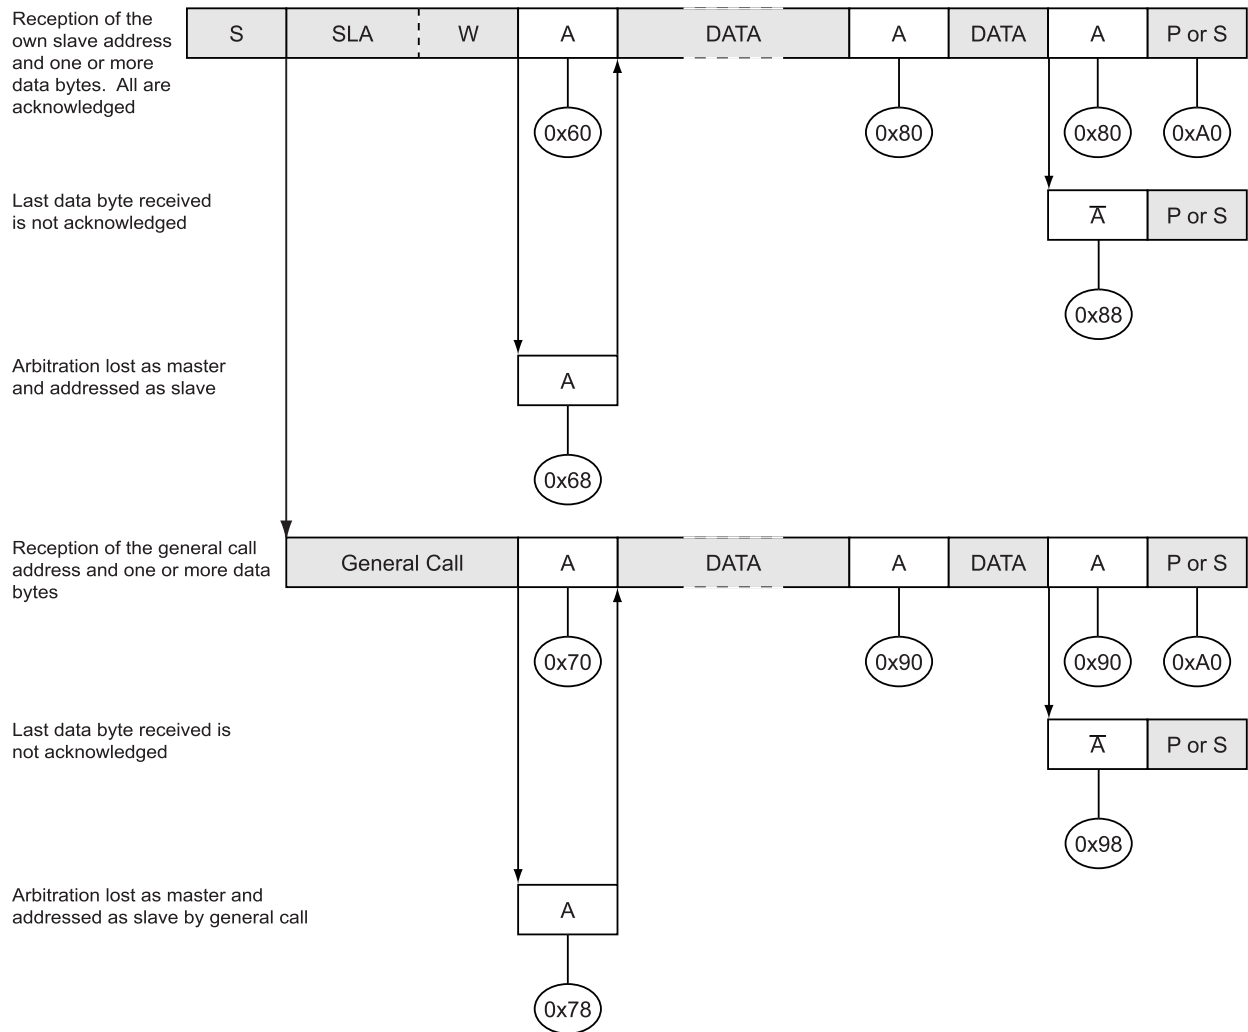 Reception of the
own slave address
and one or more
data bytes.  All are
acknowledged
S SLA W A DATA A DATA A P or S
0x60 0x80 0x80 0xA0
Last data byte received
is not acknowledged
A̅ P or S
0x88
Arbitration lost as master
and addressed as slave
A
0x68
Reception of the general call
address and one or more data
bytes
General Call A DATA A DATA A P or S
0x70 0x90 0x90 0xA0
Last data byte received is
not acknowledged
A̅ P or S
0x98
Arbitration lost as master and
addressed as slave by general call
A
0x78